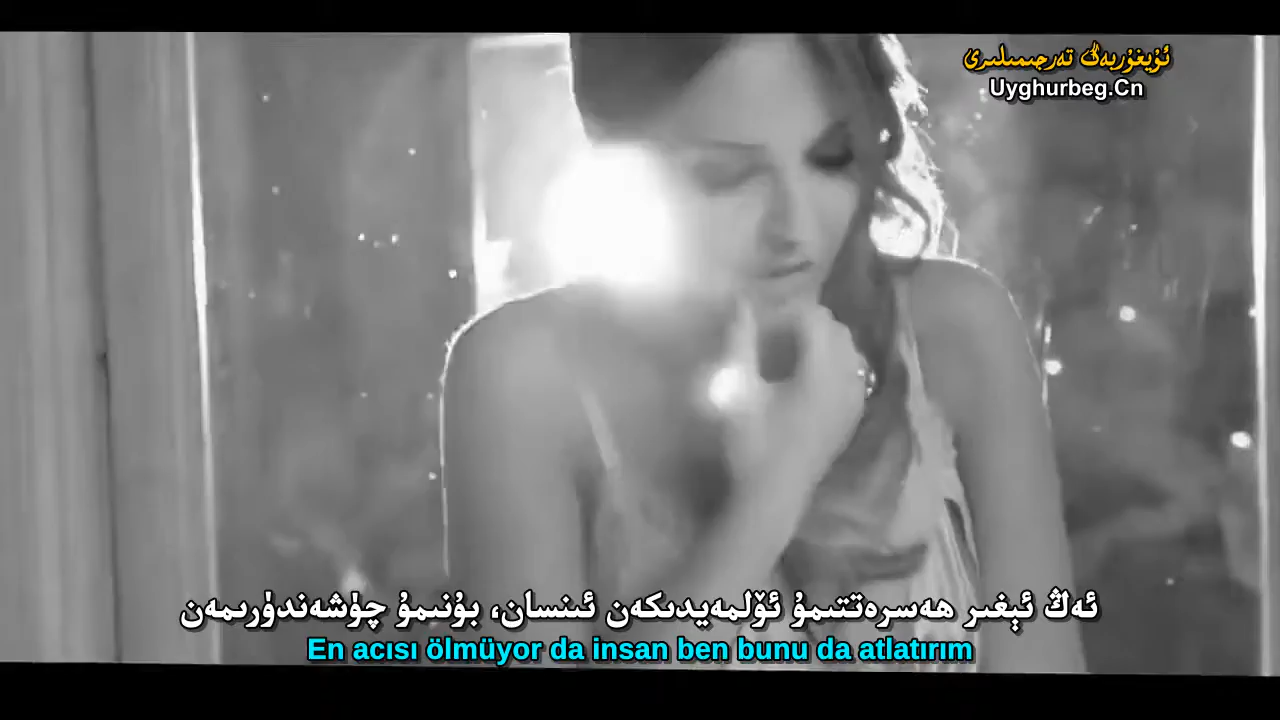 ئۇيغۇربەگ تەرجىمىلىرى
Uyghurbeg.Cn
ئەڭ ئېغىر ھەسرەتتىمۇ ئۆلمەيدىكەن ئىنسان، بۇنىمۇ چۈشەندۈرىمەن
En acısı ölmüyor da insan ben bunu da atlatırım